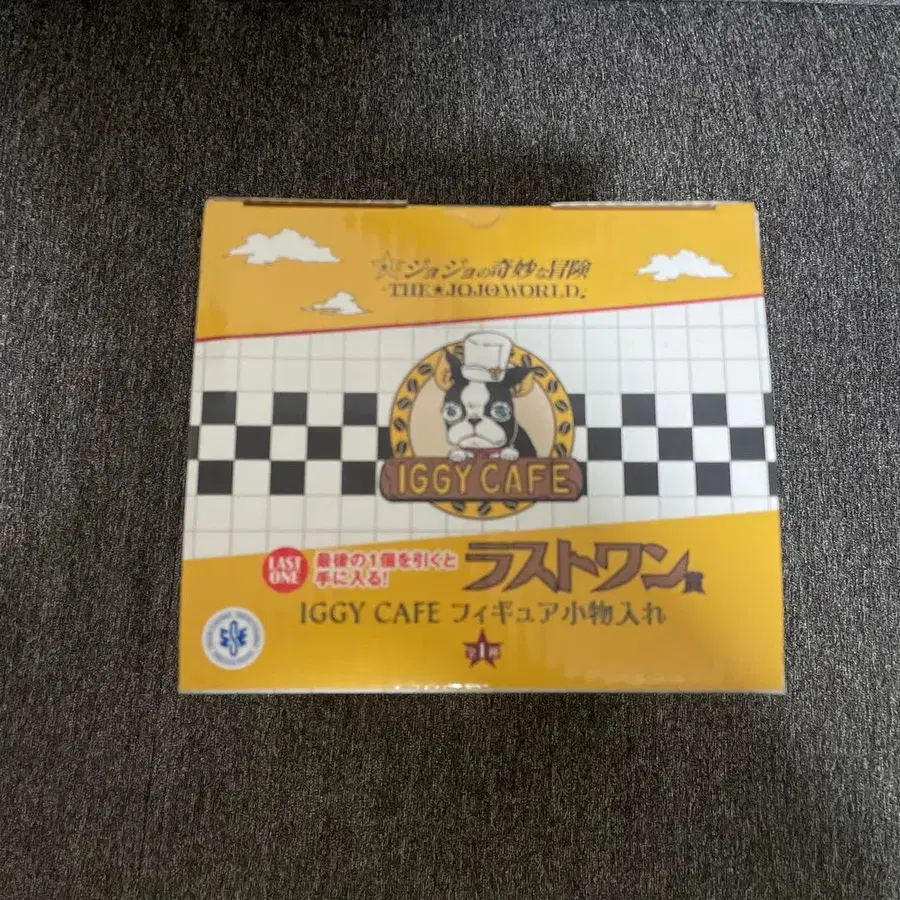 ジョジョの奇妙な冒険
THE★JOJOWORLD
IGGY CAFE
LAST ONE
最後の1個を引くと
手に入る!
ラストワン賞
IGGY CAFE フィギュア小物入れ
全1種